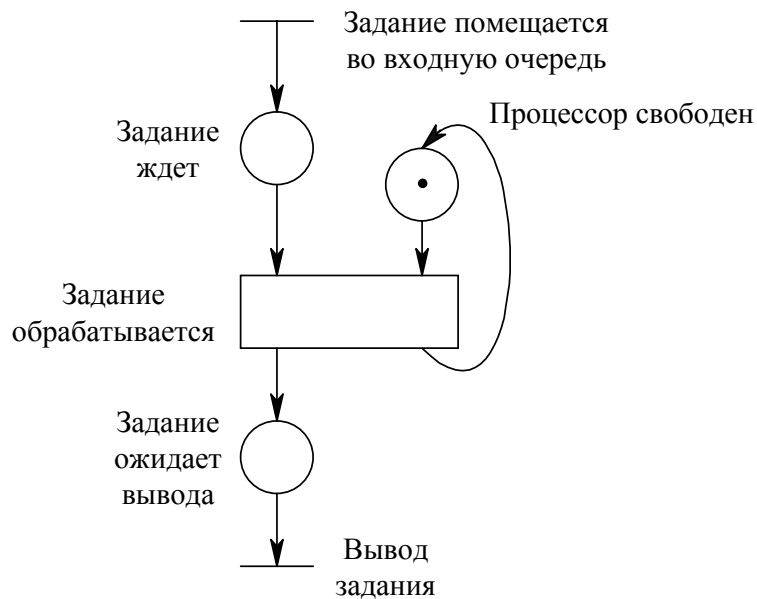 Задание помещается
во входную очередь
Задание
ждет
Процессор свободен
Задание
обрабатывается
Задание
ожидает
вывода
Вывод
задания